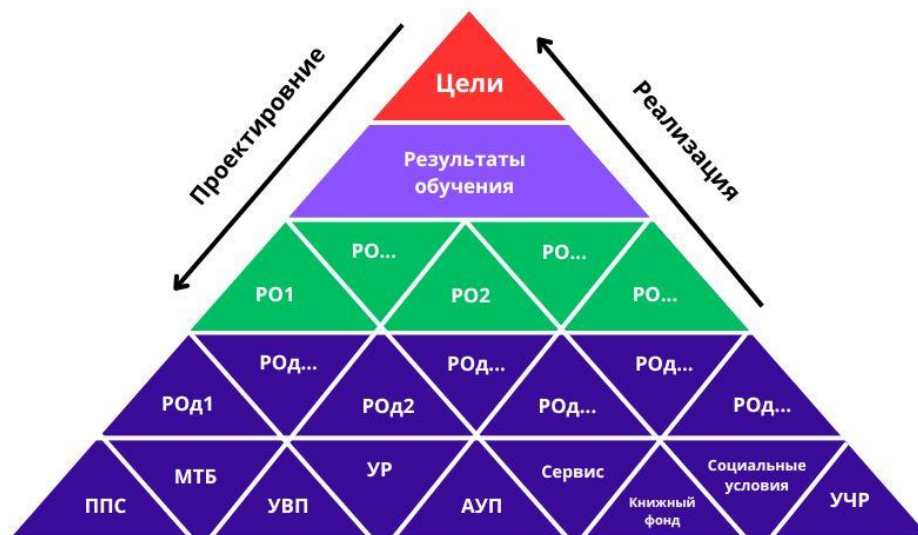 Цели
Проектировние
Реализация
Результаты
обучения
РО...
РО...
РО1
РО2
РО...
РОд...
РОд...
РОд...
РОд1
РОд2
РОд...
РОд...
МТБ
УР
Сервис
Социальные
условия
ППС
УВП
АУП
Книжный
фонд
УЧР